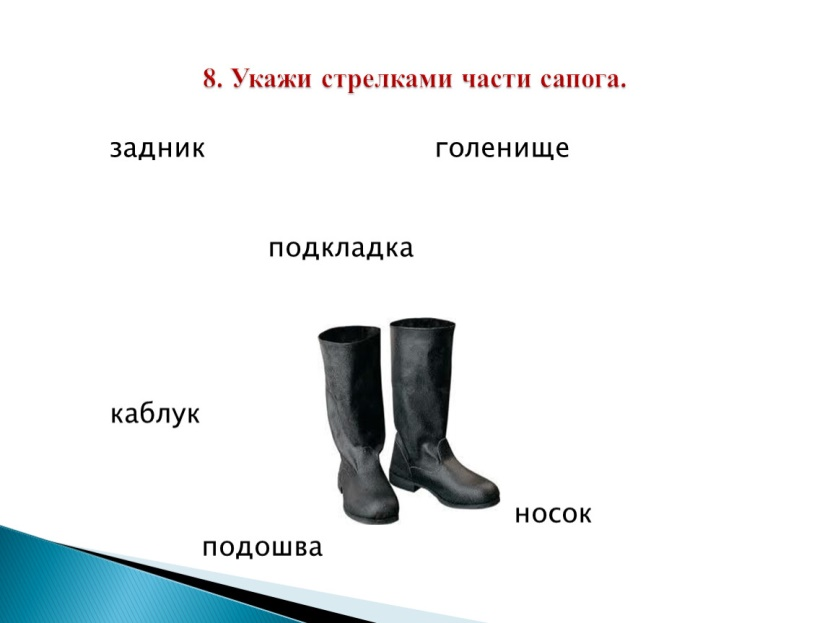 8. Укажи стрелками части сапога.
задник
голенище
подкладка
каблук
носок
подошва